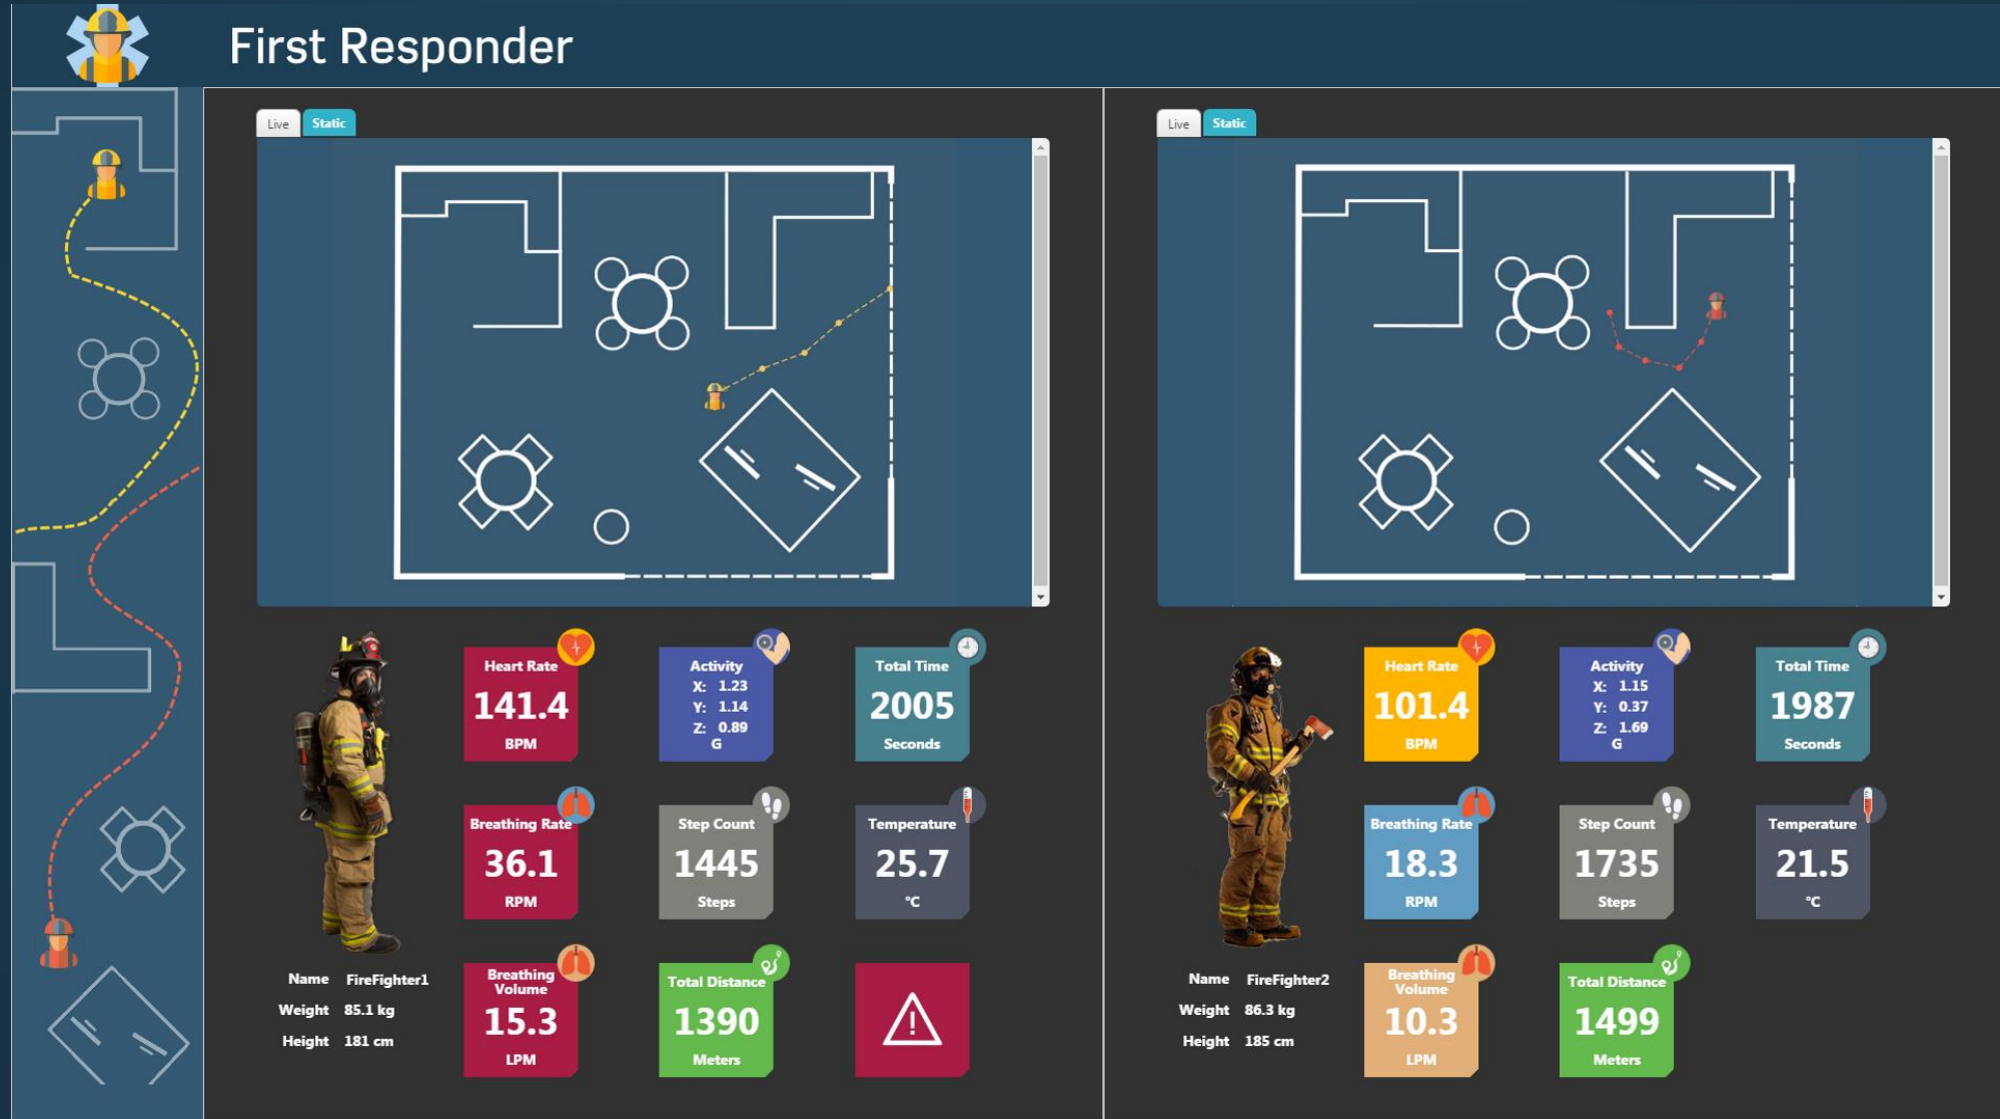 First Responder
Live Static
Heart Rate
141.4
BPM
Activity
X: 1.23
Y: 1.14
Z: 0.89
G
Total Time
2005
Seconds
Breathing Rate
36.1
RPM
Step Count
1445
Steps
Temperature
25.7
°C
Name FireFighter1
Weight 85.1 kg
Height 181 cm
Breathing
Volume
15.3
LPM
Total Distance
1390
Meters
!
Live Static
Heart Rate
101.4
BPM
Activity
X: 1.15
Y: 0.37
Z: 1.69
G
Total Time
1987
Seconds
Breathing Rate
18.3
RPM
Step Count
1735
Steps
Temperature
21.5
°C
Name FireFighter2
Weight 86.3 kg
Height 185 cm
Breathing
Volume
10.3
LPM
Total Distance
1499
Meters